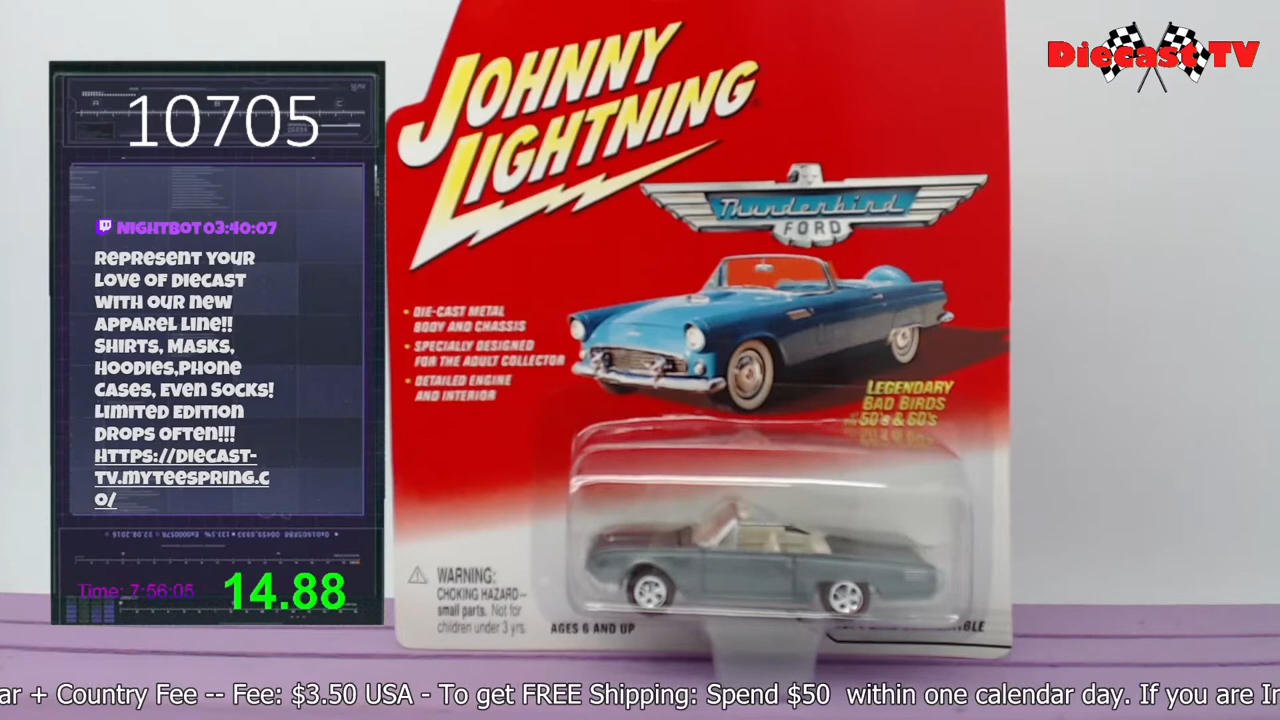 10705
NIGHTBOT 03:40:07
REPRESENT YOUR
LOVE OF DIECAST
WITH OUR NEW
APPAREL LINE!!
SHIRTS, MASKS,
HOODIES,PHONE
CASES, EVEN SOCKS!
LIMITED EDITION
DROPS OFTEN!!!
HTTPS://DIECAST-
TV.MYTEESPRING.C
O/
Time: 7:56:05
14.88
JOHNNY
LIGHTNING
Thunderbird
FORD
• DIE-CAST METAL
BODY AND CHASSIS
• SPECIALLY DESIGNED
FOR THE ADULT COLLECTOR
• DETAILED ENGINE
AND INTERIOR
LEGENDARY
BAD BIRDS
50's & 60's
WARNING:
CHOKING HAZARD–
small parts. Not for
children under 3 yrs.
AGES 6 AND UP
Diecast TV
ar + Country Fee -- Fee: $3.50 USA - To get FREE Shipping: Spend $50 within one calendar day. If you are In